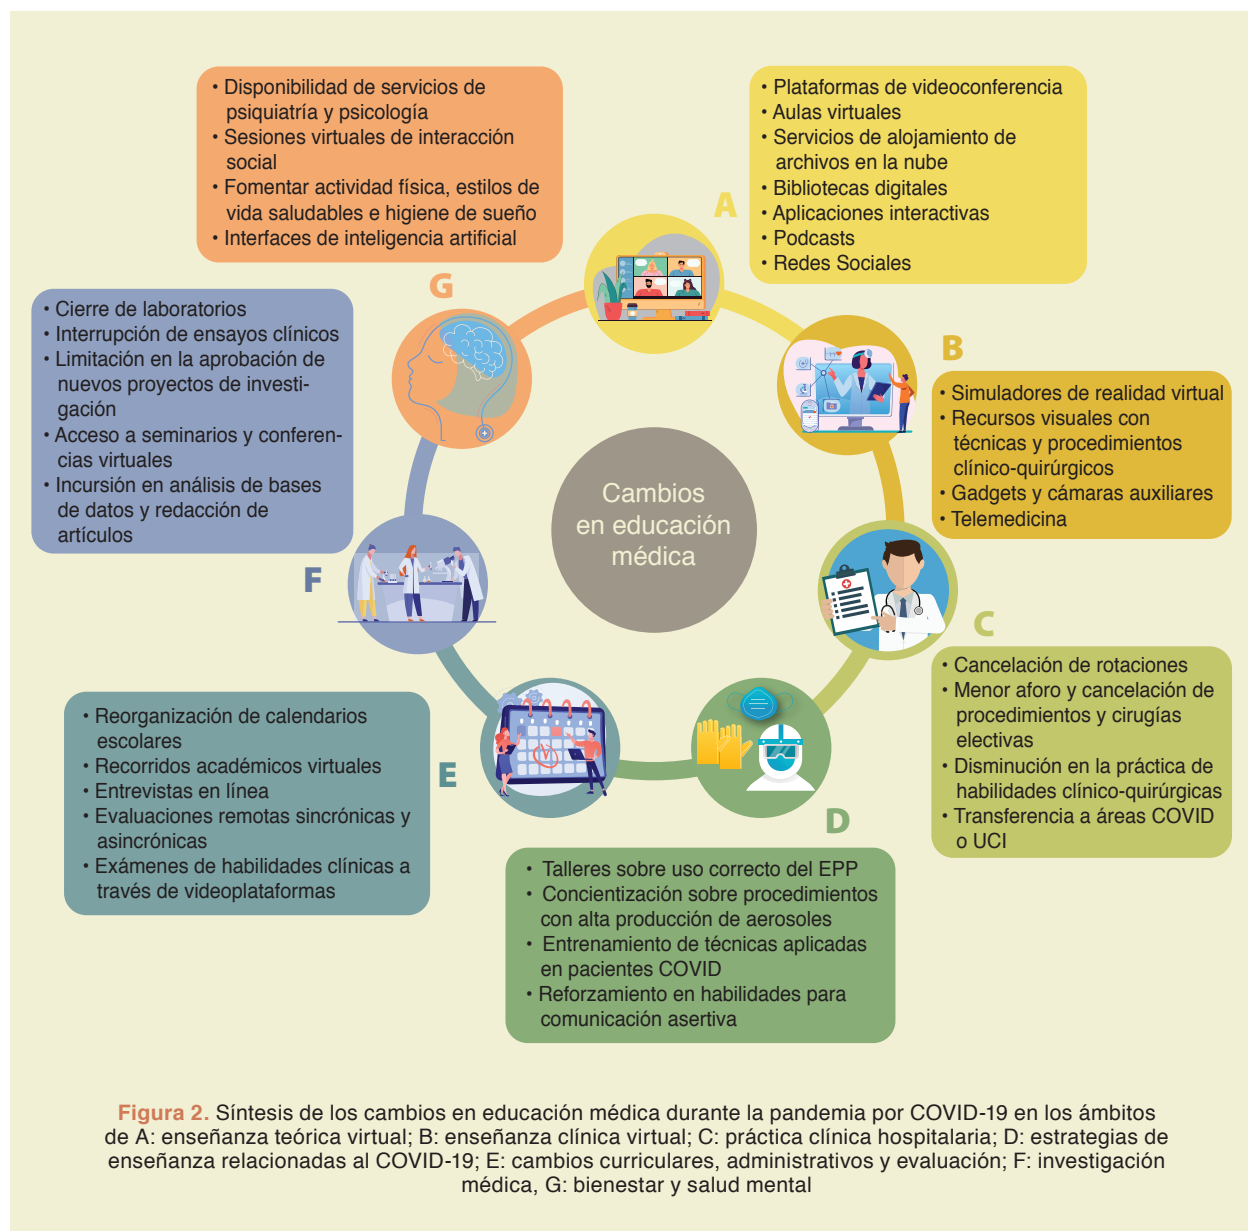 • Disponibilidad de servicios de
psiquiatría y psicología
• Sesiones virtuales de interacción
social
• Fomentar actividad física, estilos de
vida saludables e higiene de sueño
• Interfaces de inteligencia artificial
G
• Plataformas de videoconferencia
• Aulas virtuales
• Servicios de alojamiento de
archivos en la nube
• Bibliotecas digitales
• Aplicaciones interactivas
• Podcasts
• Redes Sociales
A
B
• Simuladores de realidad virtual
• Recursos visuales con
técnicas y procedimientos
clínico-quirúrgicos
• Gadgets y cámaras auxiliares
• Telemedicina
• Cierre de laboratorios
• Interrupción de ensayos clínicos
• Limitación en la aprobación de
nuevos proyectos de investi-
gación
• Acceso a seminarios y conferen-
cias virtuales
• Incursión en análisis de bases
de datos y redacción de
artículos
F
Cambios
en educación
médica
C
• Cancelación de rotaciones
• Menor aforo y cancelación de
procedimientos y cirugías
electivas
• Disminución en la práctica de
habilidades clínico-quirúrgicas
• Transferencia a áreas COVID
o UCI
• Reorganización de calendarios
escolares
• Recorridos académicos virtuales
• Entrevistas en línea
• Evaluaciones remotas sincrónicas y
asincrónicas
• Exámenes de habilidades clínicas a
través de videoplataformas
E
D
• Talleres sobre uso correcto del EPP
• Concientización sobre procedimientos
con alta producción de aerosoles
• Entrenamiento de técnicas aplicadas
en pacientes COVID
• Reforzamiento en habilidades para
comunicación asertiva
Figura 2. Síntesis de los cambios en educación médica durante la pandemia por COVID-19 en los ámbitos
de A: enseñanza teórica virtual; B: enseñanza clínica virtual; C: práctica clínica hospitalaria; D: estrategias de
enseñanza relacionadas al COVID-19; E: cambios curriculares, administrativos y evaluación; F: investigación
médica, G: bienestar y salud mental